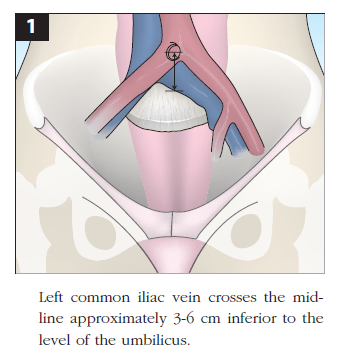 1
Left common iliac vein crosses the mid-
line approximately 3-6 cm inferior to the
level of the umbilicus.